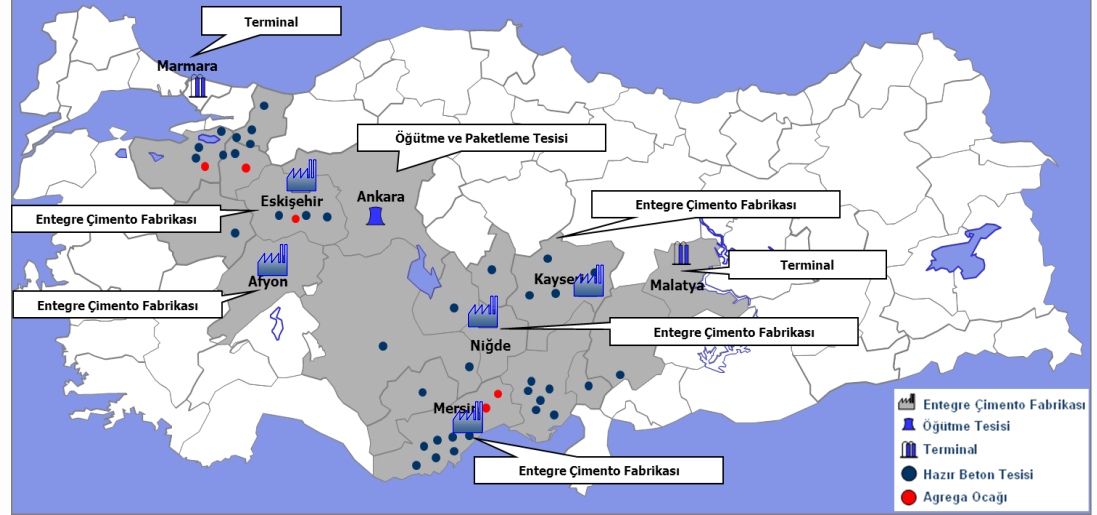 Terminal
Marmara
Öğütme ve Paketleme Tesisi
Eskişehir
Ankara
Entegre Çimento Fabrikası
Entegre Çimento Fabrikası
Afyon
Entegre Çimento Fabrikası
Kayseri
Terminal
Malatya
Entegre Çimento Fabrikası
Niğde
Mersin
Entegre Çimento Fabrikası
Entegre Çimento Fabrikası
Öğütme Tesisi
Terminal
Hazır Beton Tesisi
Agrega Ocağı